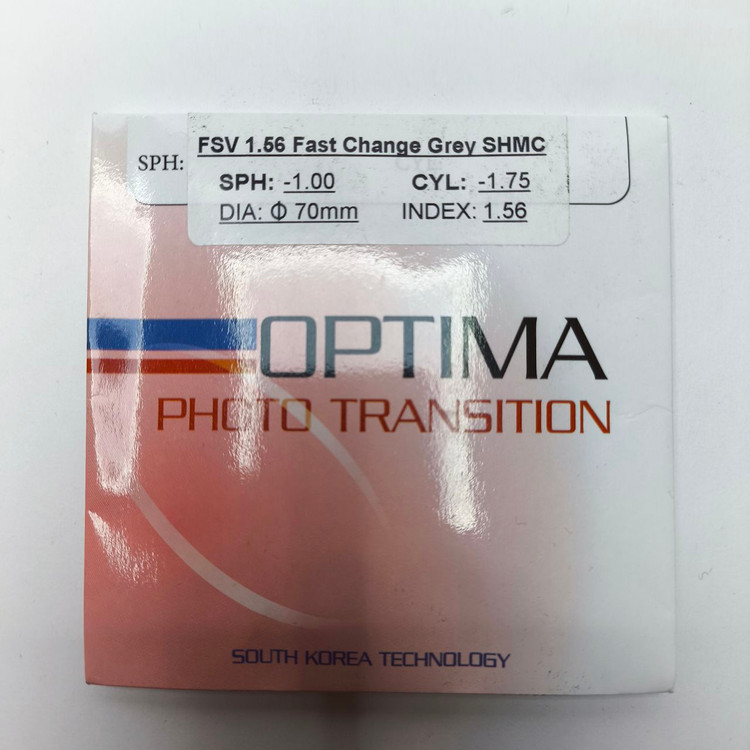 FSV 1.56 Fast Change Grey SHMC
SPH:
SPH: -1.00 CYL: -1.75
DIA: Φ 70mm INDEX: 1.56
OPTIMA
PHOTO TRANSITION
SOUTH KOREA TECHNOLOGY